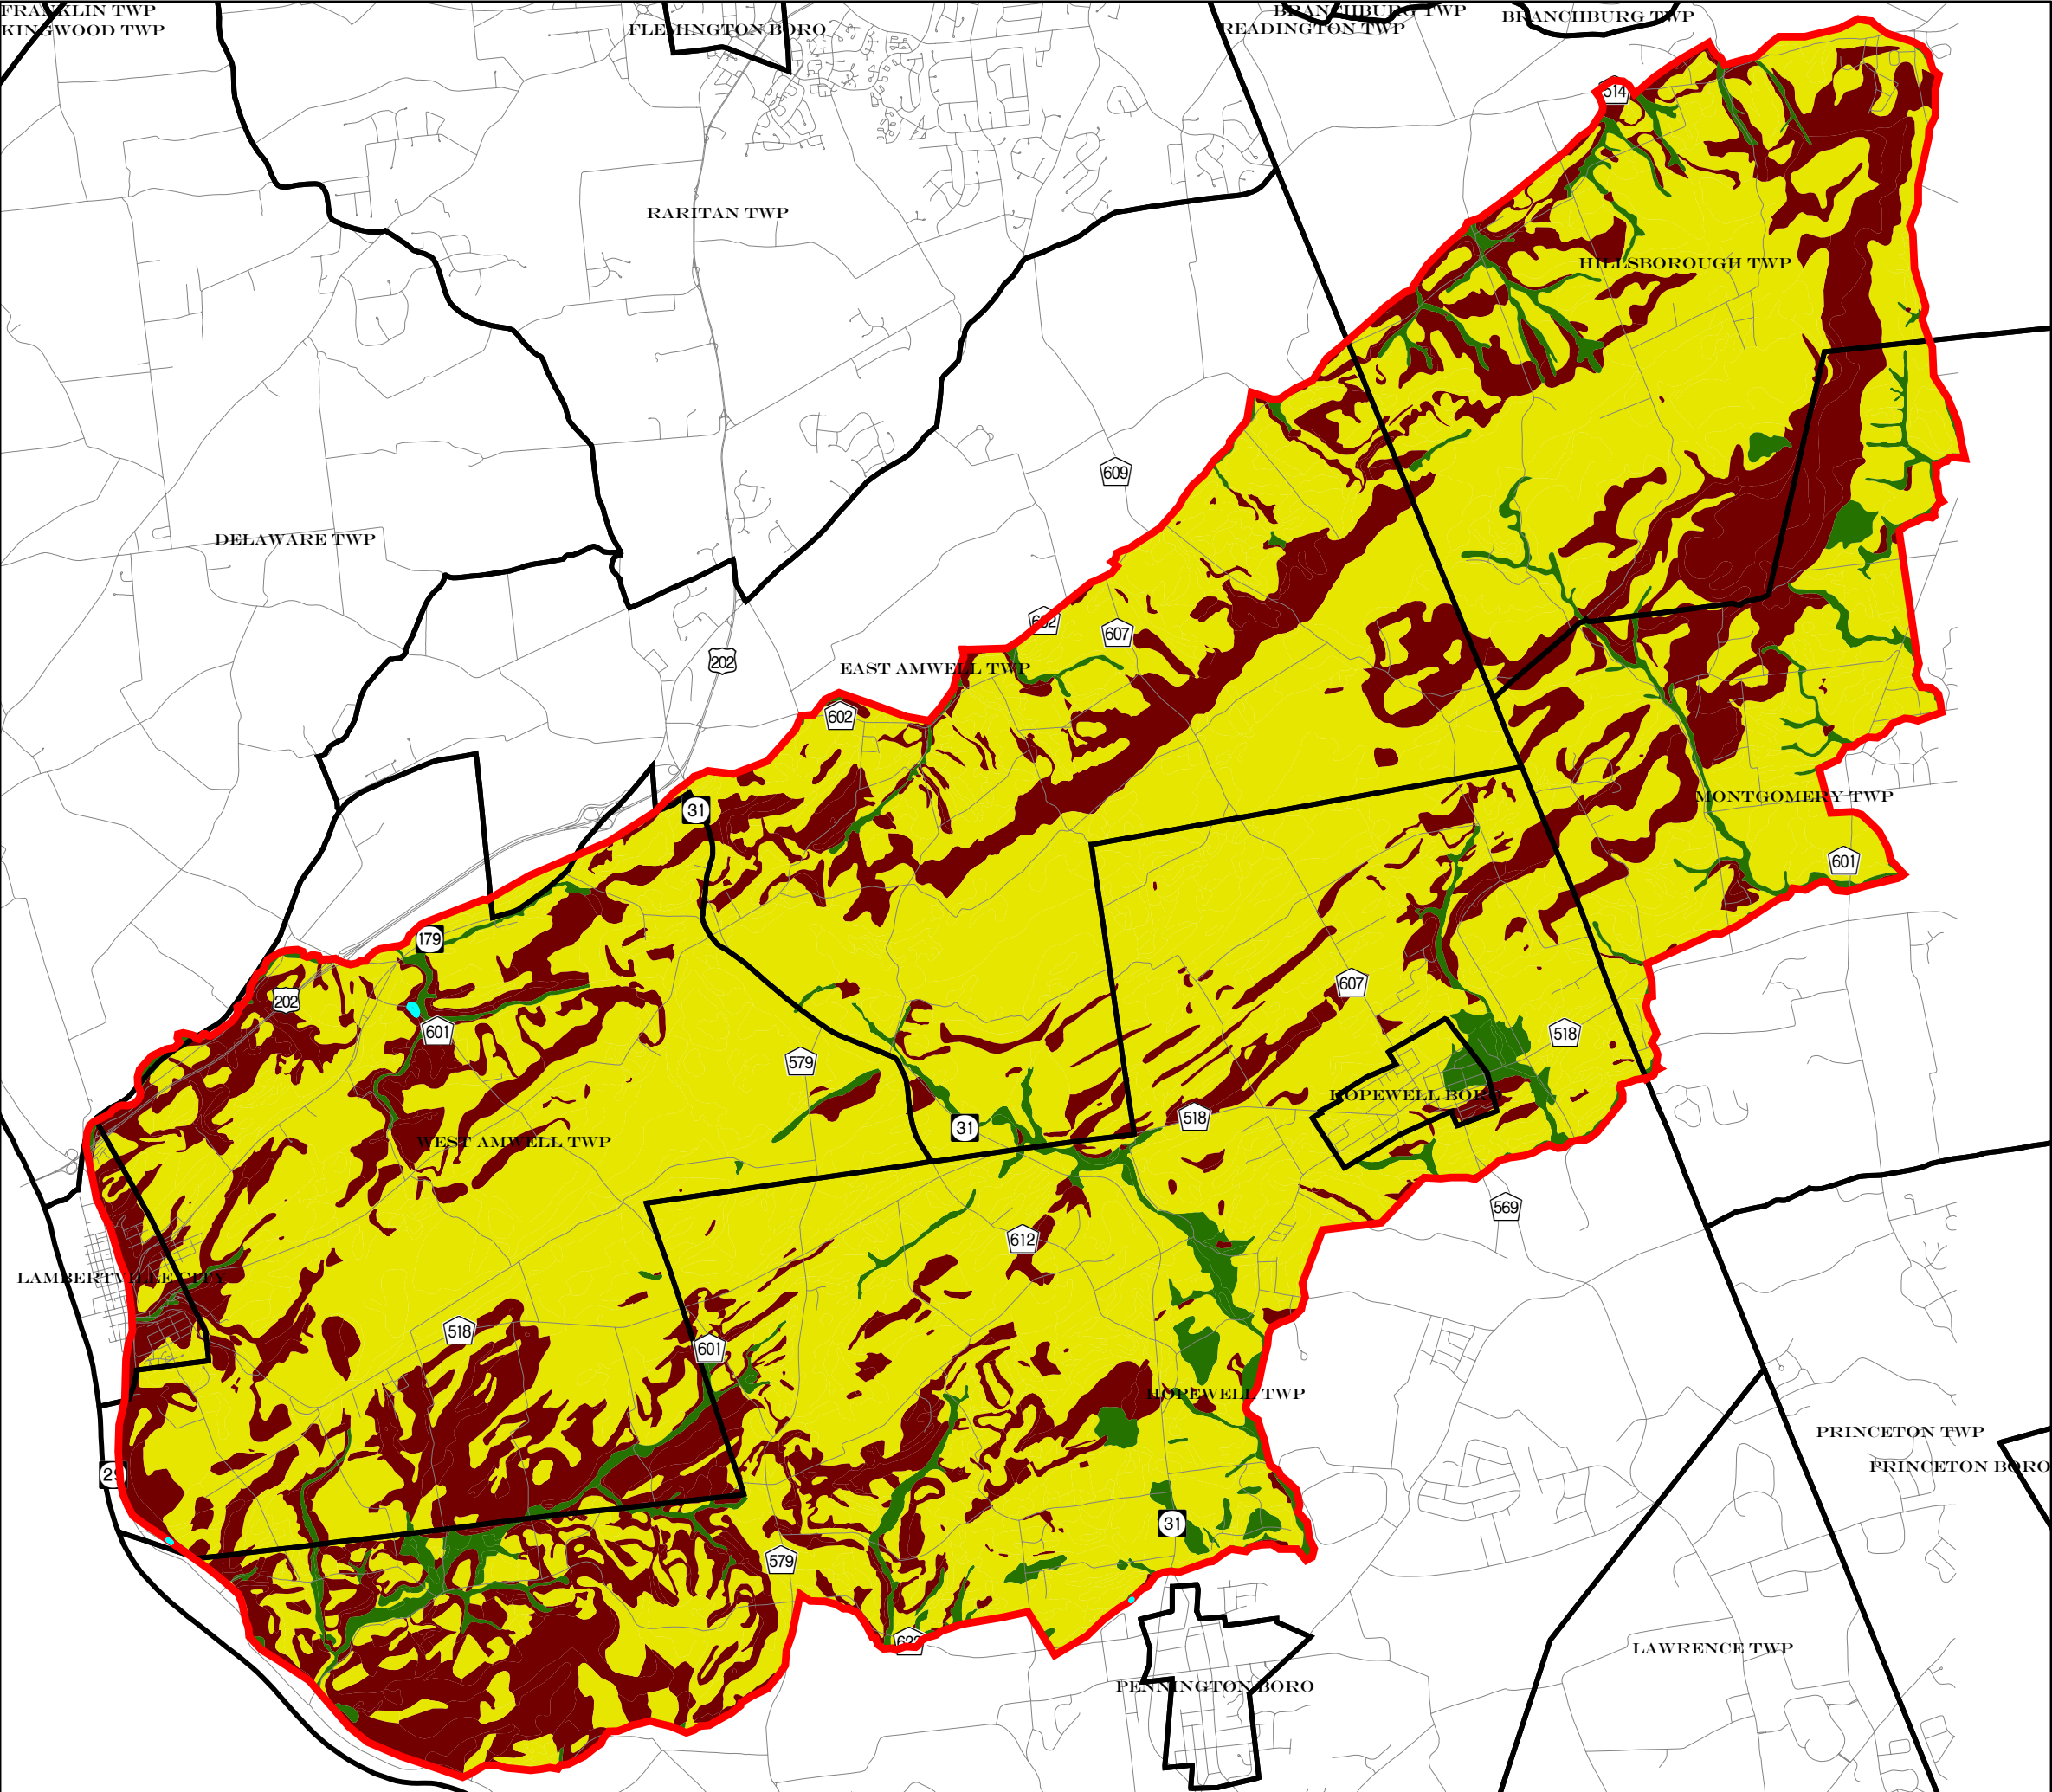 FRANKLIN TWP
KINGWOOD TWP
FLEMINGTON BORO
BRANCHBURG TWP
READINGTON TWP
BRANCHBURG TWP
514
RARITAN TWP
HILLSBOROUGH TWP
609
DELAWARE TWP
602
607
202
EAST AMWELL TWP
602
31
MONTGOMERY TWP
601
179
202
607
601
518
579
HOPEWELL BORO
31
518
WEST AMWELL TWP
569
612
LAMBERTVILLE CITY
518
601
HOPEWELL TWP
PRINCETON TWP
PRINCETON BORO
29
31
579
LAWRENCE TWP
PENNINGTON BORO